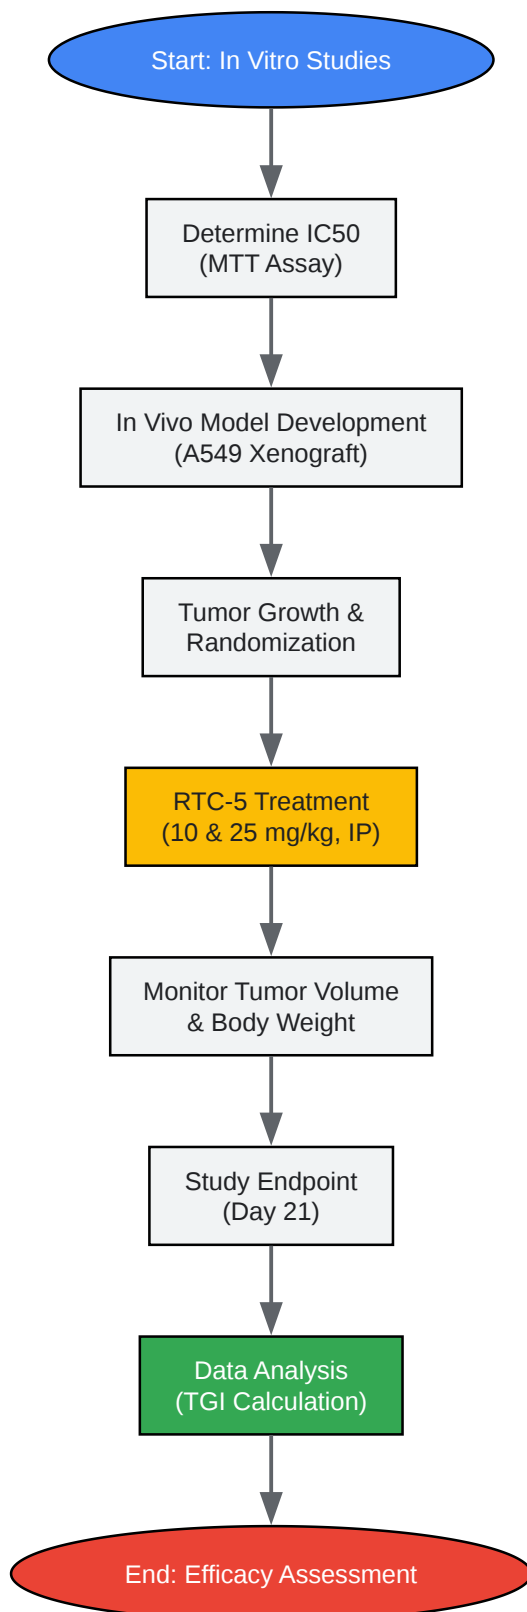 Start: In Vitro Studies
Determine IC50
(MTT Assay)
In Vivo Model Development
(A549 Xenograft)
Tumor Growth &
Randomization
RTC-5 Treatment
(10 & 25 mg/kg, IP)
Monitor Tumor Volume
& Body Weight
Study Endpoint
(Day 21)
Data Analysis
(TGI Calculation)
End: Efficacy Assessment